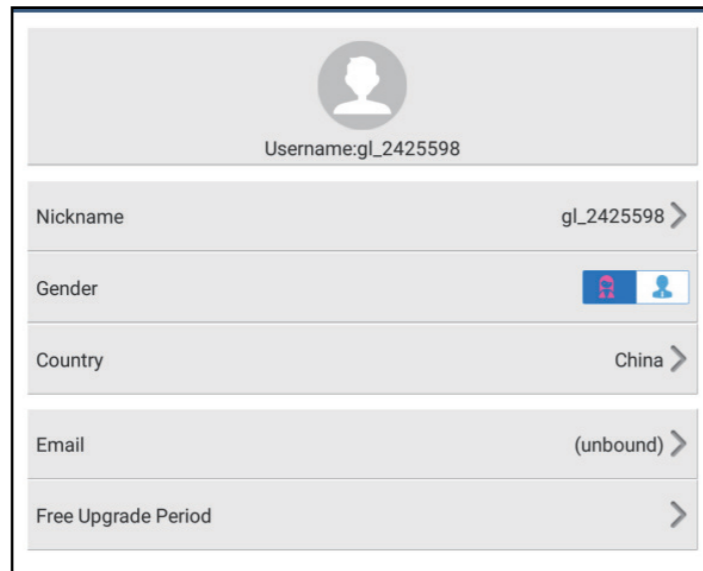 Username:gl_2425598
Nickname gl_2425598
Gender
Country China
Email (unbound)
Free Upgrade Period